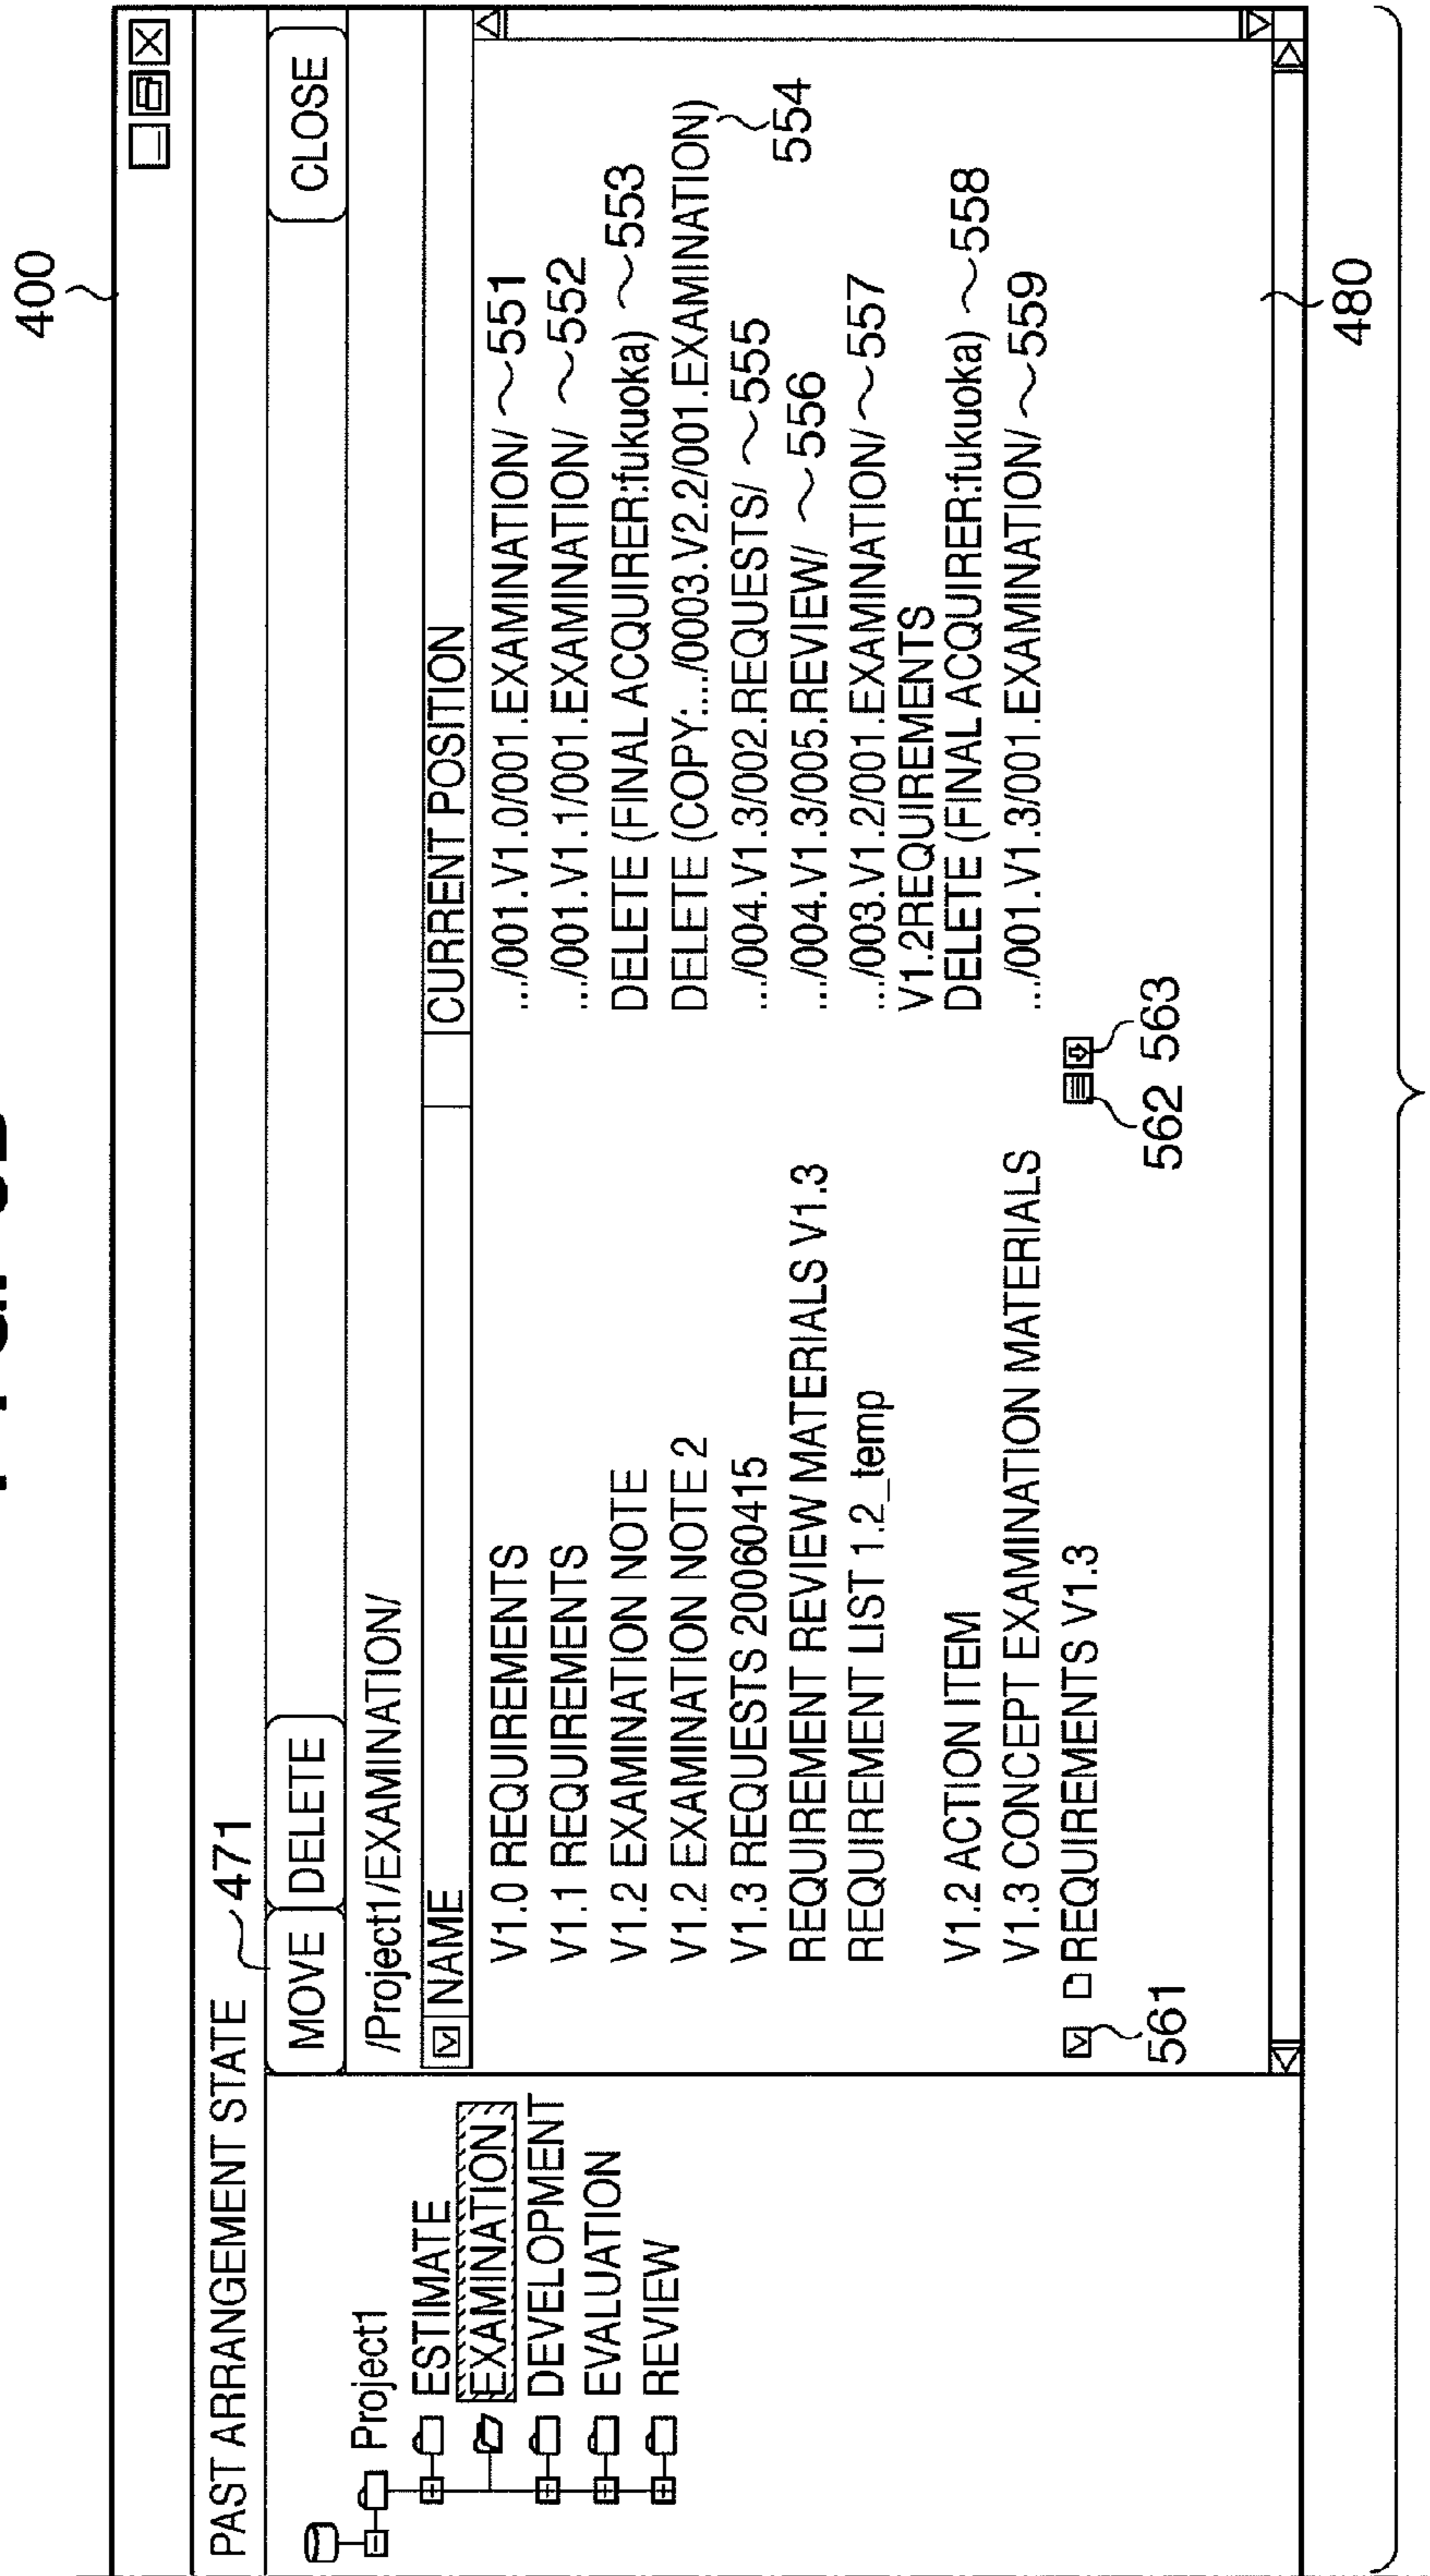 400
PAST ARRANGEMENT STATE
471
MOVE DELETE CLOSE
/Project1/EXAMINATION/
NAME CURRENT POSITION
Project1
ESTIMATE
EXAMINATION
DEVELOPMENT
EVALUATION
REVIEW
V1.0 REQUIREMENTS .../001.V1.0/001.EXAMINATION/ ~551
V1.1 REQUIREMENTS .../001.V1.1/001.EXAMINATION/ ~552
V1.2 EXAMINATION NOTE DELETE (FINAL ACQUIRER:fukuoka) ~553
V1.2 EXAMINATION NOTE 2 DELETE (COPY:..../0003.V2.2/001.EXAMINATION)
554
V1.3 REQUESTS 20060415 .../004.V1.3/002.REQUESTS/ ~555
REQUIREMENT REVIEW MATERIALS V1.3 .../004.V1.3/005.REVIEW/ ~556
REQUIREMENT LIST 1.2_temp .../003.V1.2/001.EXAMINATION/ ~557
V1.2REQUIREMENTS
V1.2 ACTION ITEM DELETE (FINAL ACQUIRER:fukuoka) ~558
V1.3 CONCEPT EXAMINATION MATERIALS .../001.V1.3/001.EXAMINATION/ ~559
REQUIREMENTS V1.3
561 562 563
480